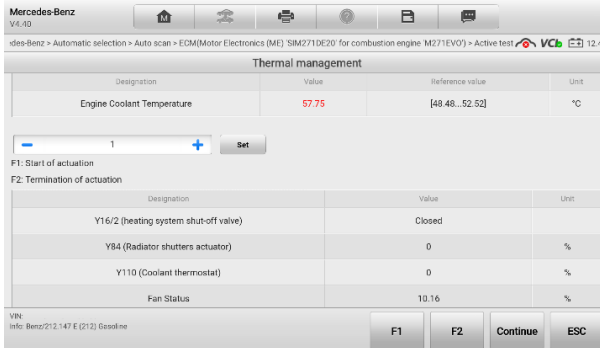 Mercedes-Benz
V4.40
des-Benz > Automatic selection > Auto scan > ECM(Motor Electronics (ME) 'SIM271DE20' for combustion engine 'M271EVO') > Active test
VCI
12.4
Thermal management
Designation Value Reference value Unit
Engine Coolant Temperature 57.75 [48.48...52.52] °C
1 Set
F1: Start of actuation
F2: Termination of actuation
Designation Value Unit
Y16/2 (heating system shut-off valve) Closed
Y84 (Radiator shutters actuator) 0 %
Y110 (Coolant thermostat) 0 %
Fan Status 10.16 %
VIN:
Info: Benz/212.147 E (212) Gasoline
F1 F2 Continue ESC